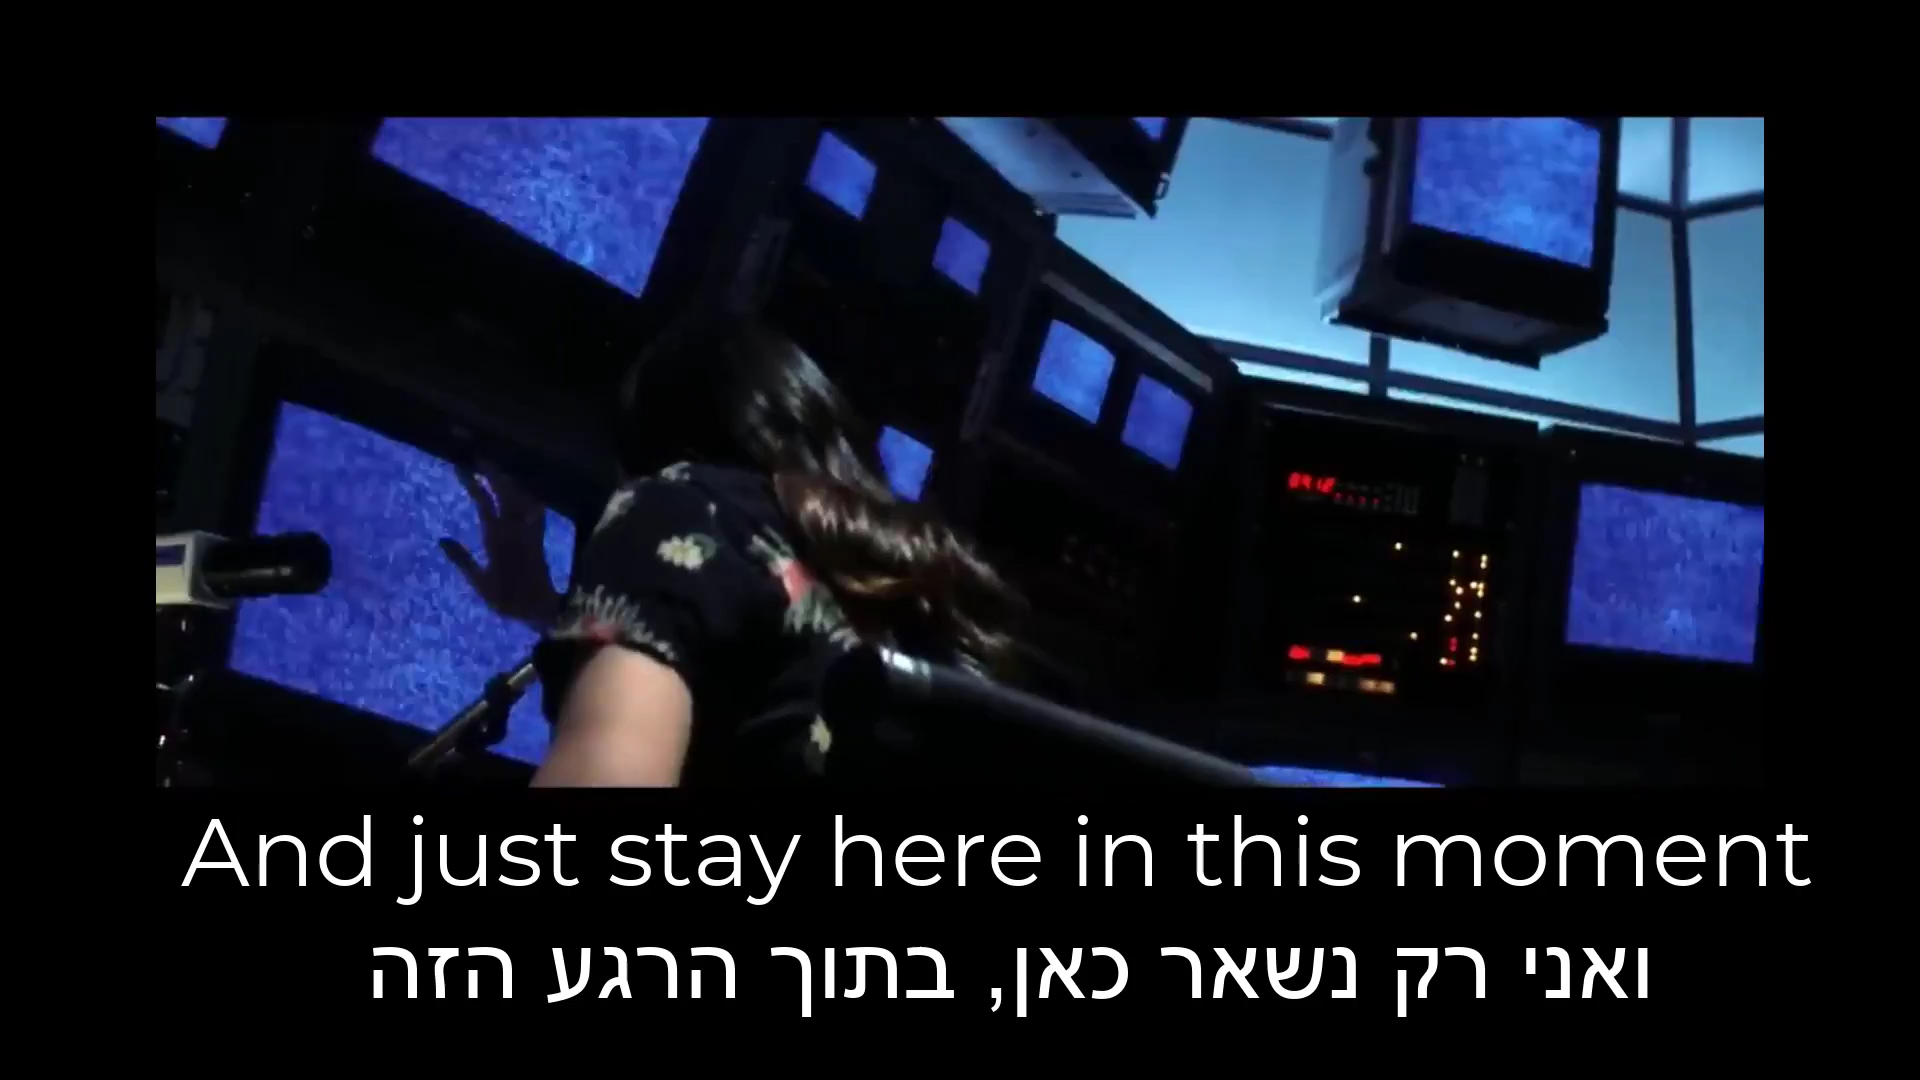 And just stay here in this moment
ואני רק נשאר כאן, בתוך הרגע הזה